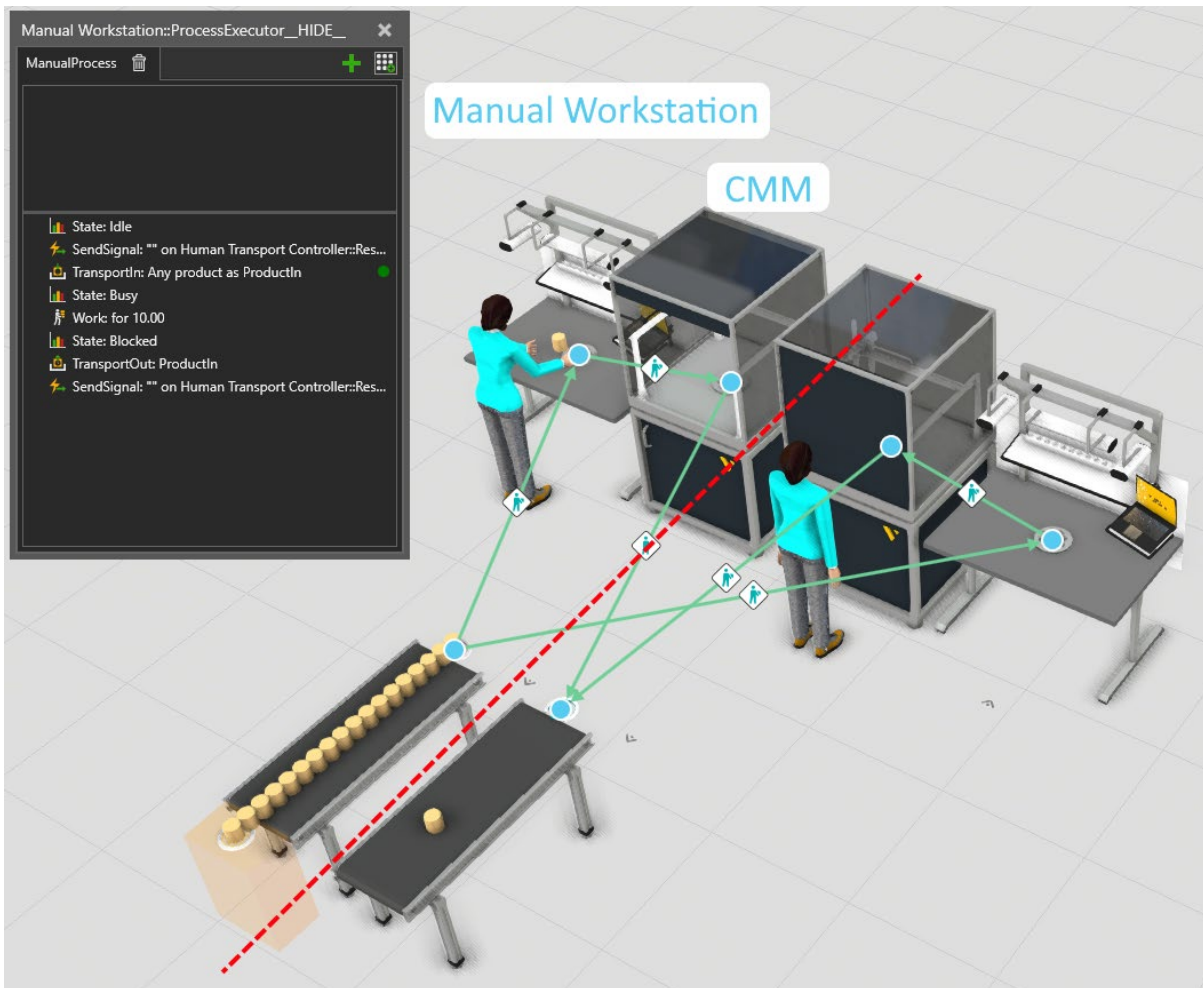 Manual Workstation::ProcessExecutor__HIDE__
ManualProcess
State: Idle
SendSignal: "" on Human Transport Controller::Res...
TransportIn: Any product as ProductIn
State: Busy
Work: for 10.00
State: Blocked
TransportOut: ProductIn
SendSignal: "" on Human Transport Controller::Res...
Manual Workstation
CMM